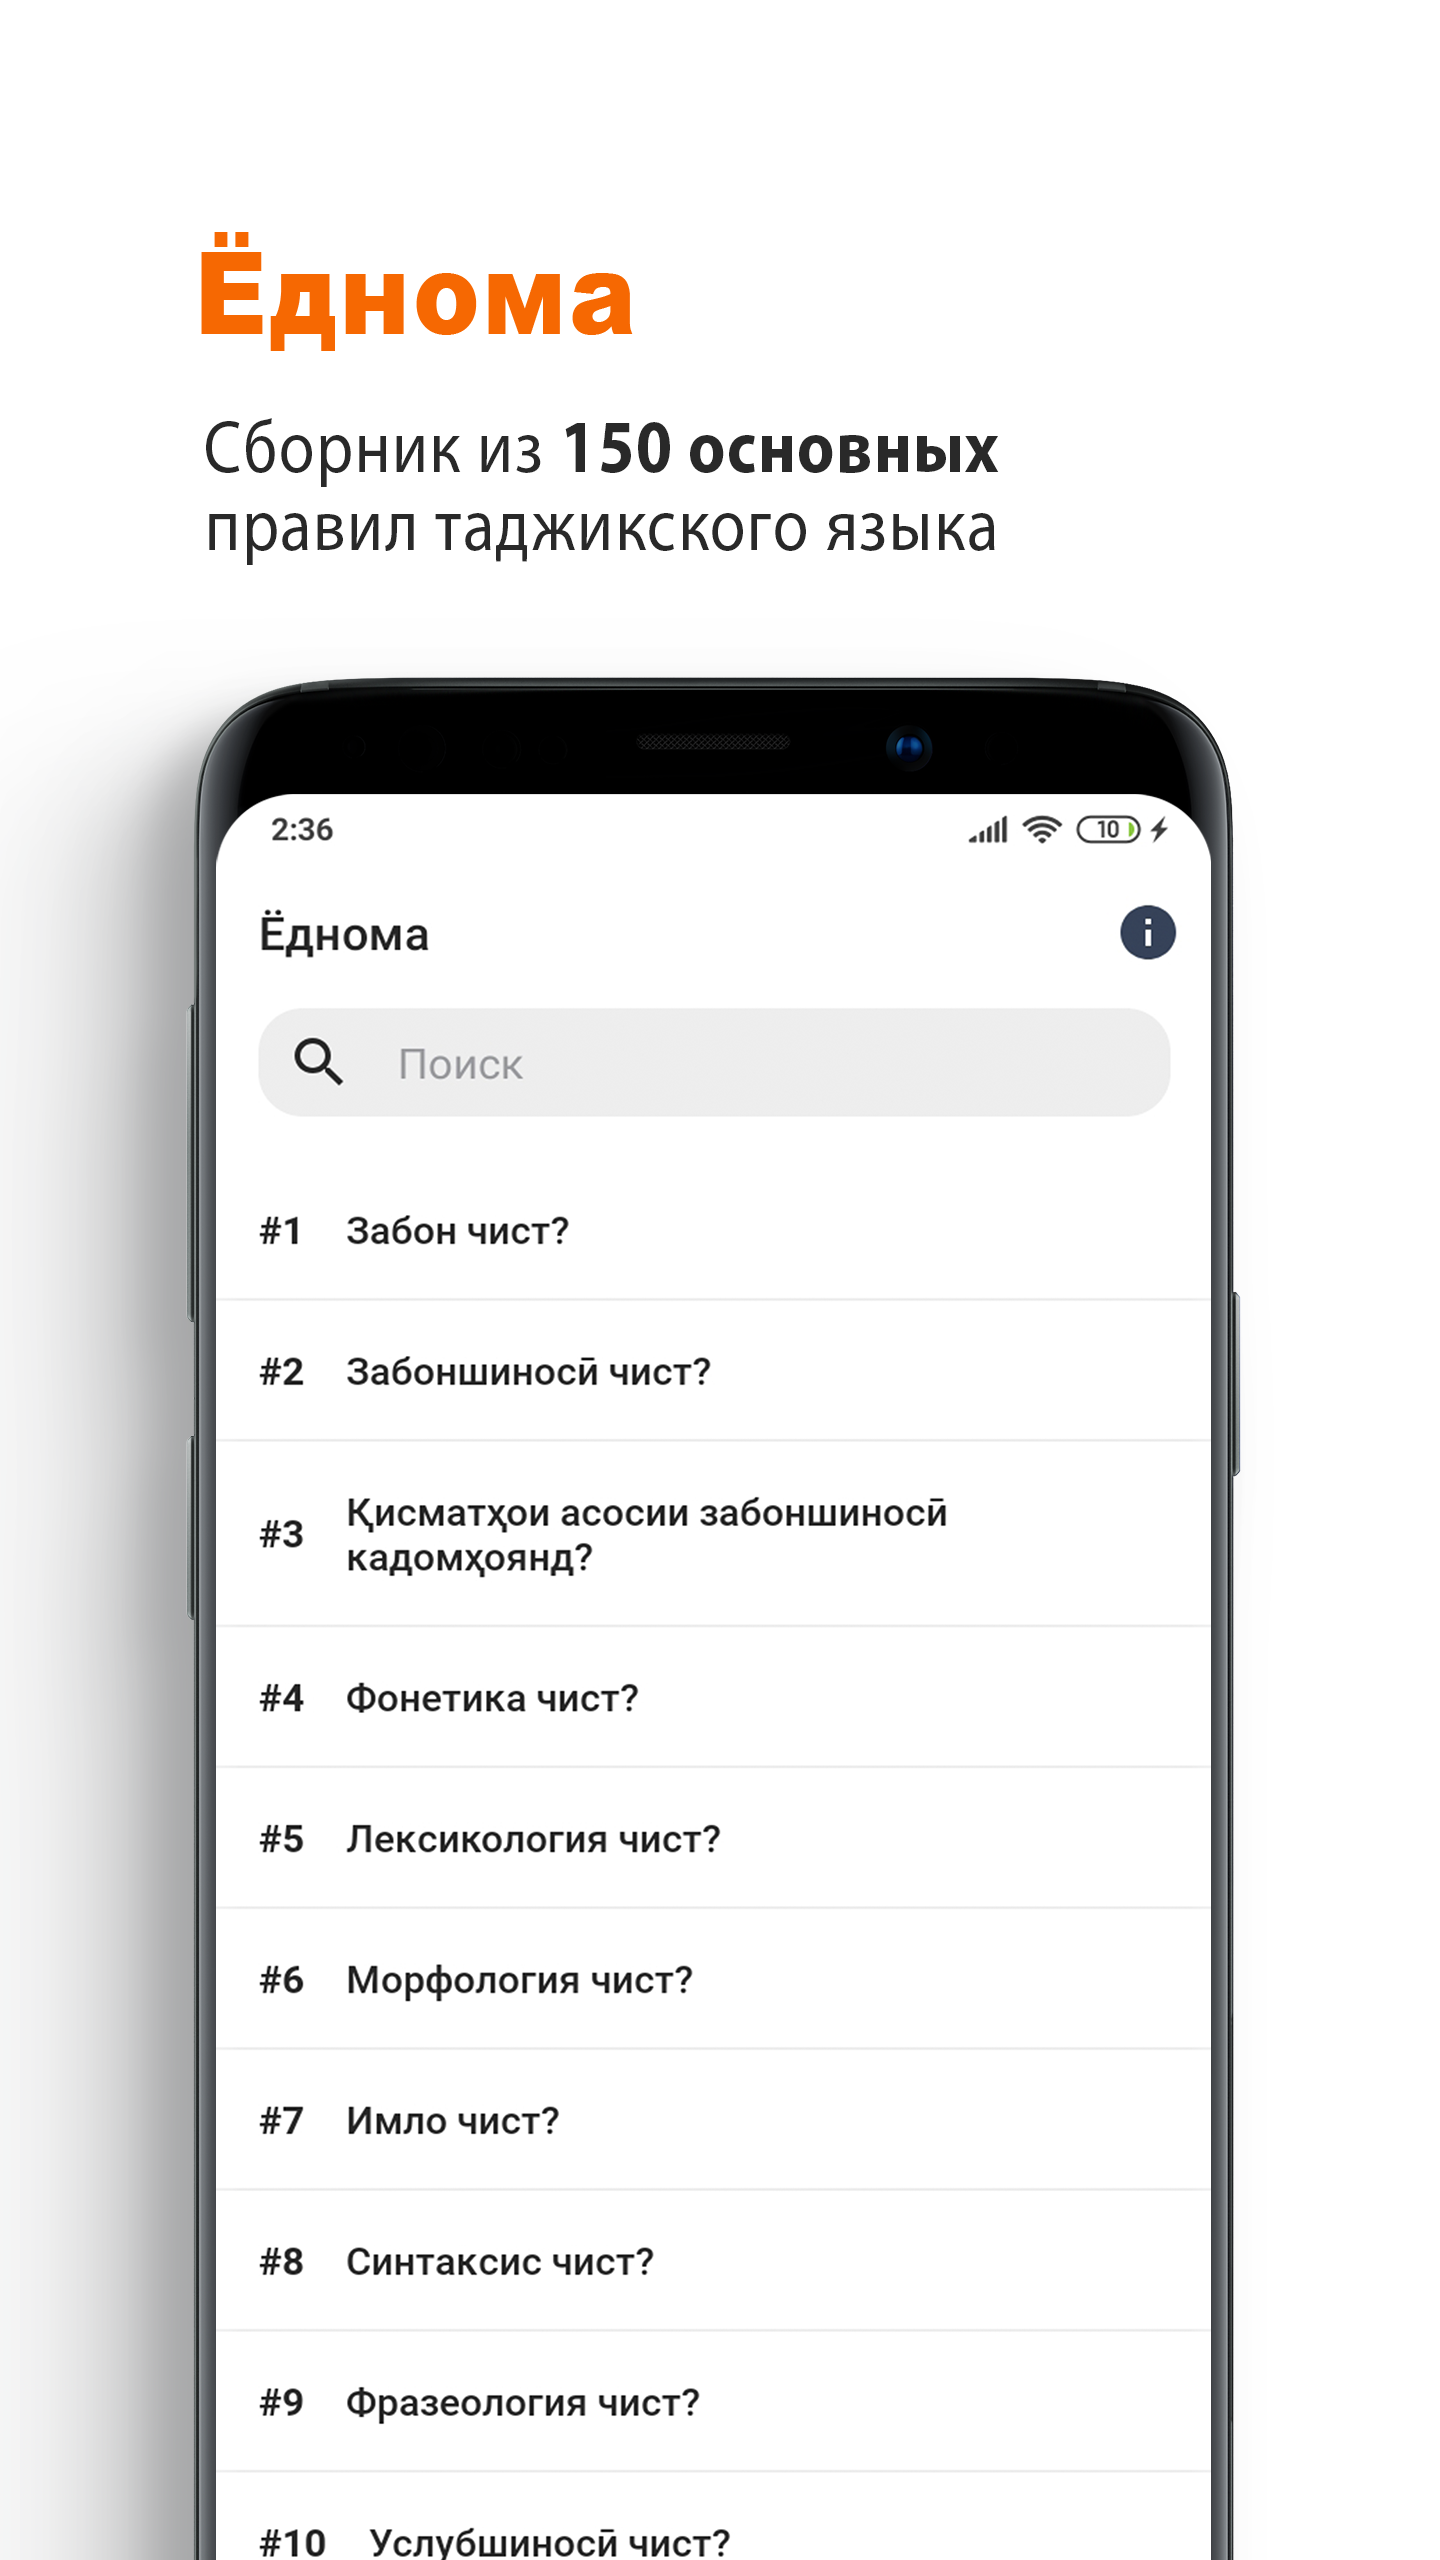 Ёднома
Сборник из 150 основных
правил таджикского языка
2:36
10
Ёднома
Поиск
#1 Забон чист?
#2 Забоншиносӣ чист?
#3 Қисматҳои асосии забоншиносӣ
кадомҳоянд?
#4 Фонетика чист?
#5 Лексикология чист?
#6 Морфология чист?
#7 Имло чист?
#8 Синтаксис чист?
#9 Фразеология чист?
#10 Услубшиносӣ чист?